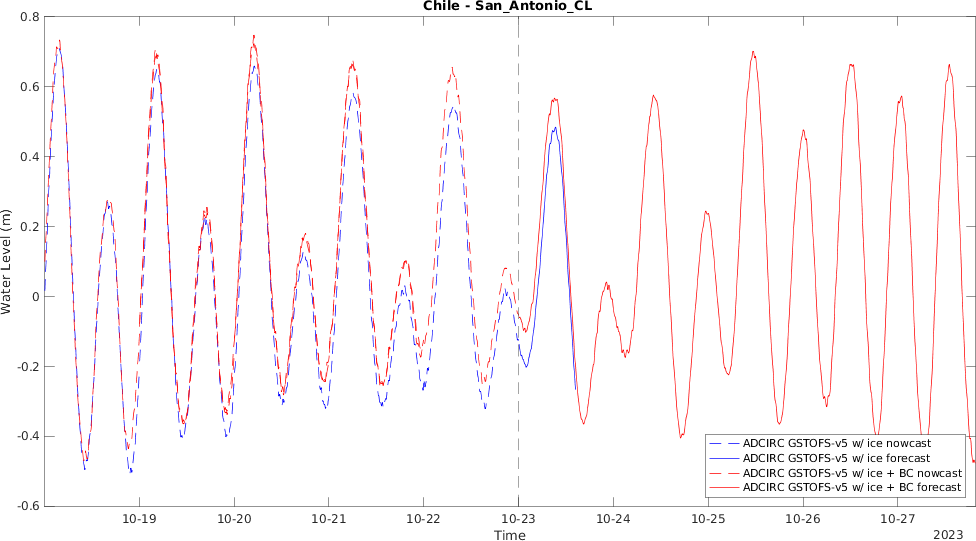 Chile - San_Antonio_CL
Water Level (m)
0.8
0.6
0.4
0.2
0
-0.2
-0.4
-0.6
10-19
10-20
10-21
10-22
10-23
10-24
10-25
10-26
10-27
Time
2023
ADCIRC GSTOFS-v5 w/ ice nowcast
ADCIRC GSTOFS-v5 w/ ice forecast
ADCIRC GSTOFS-v5 w/ ice + BC nowcast
ADCIRC GSTOFS-v5 w/ ice + BC forecast